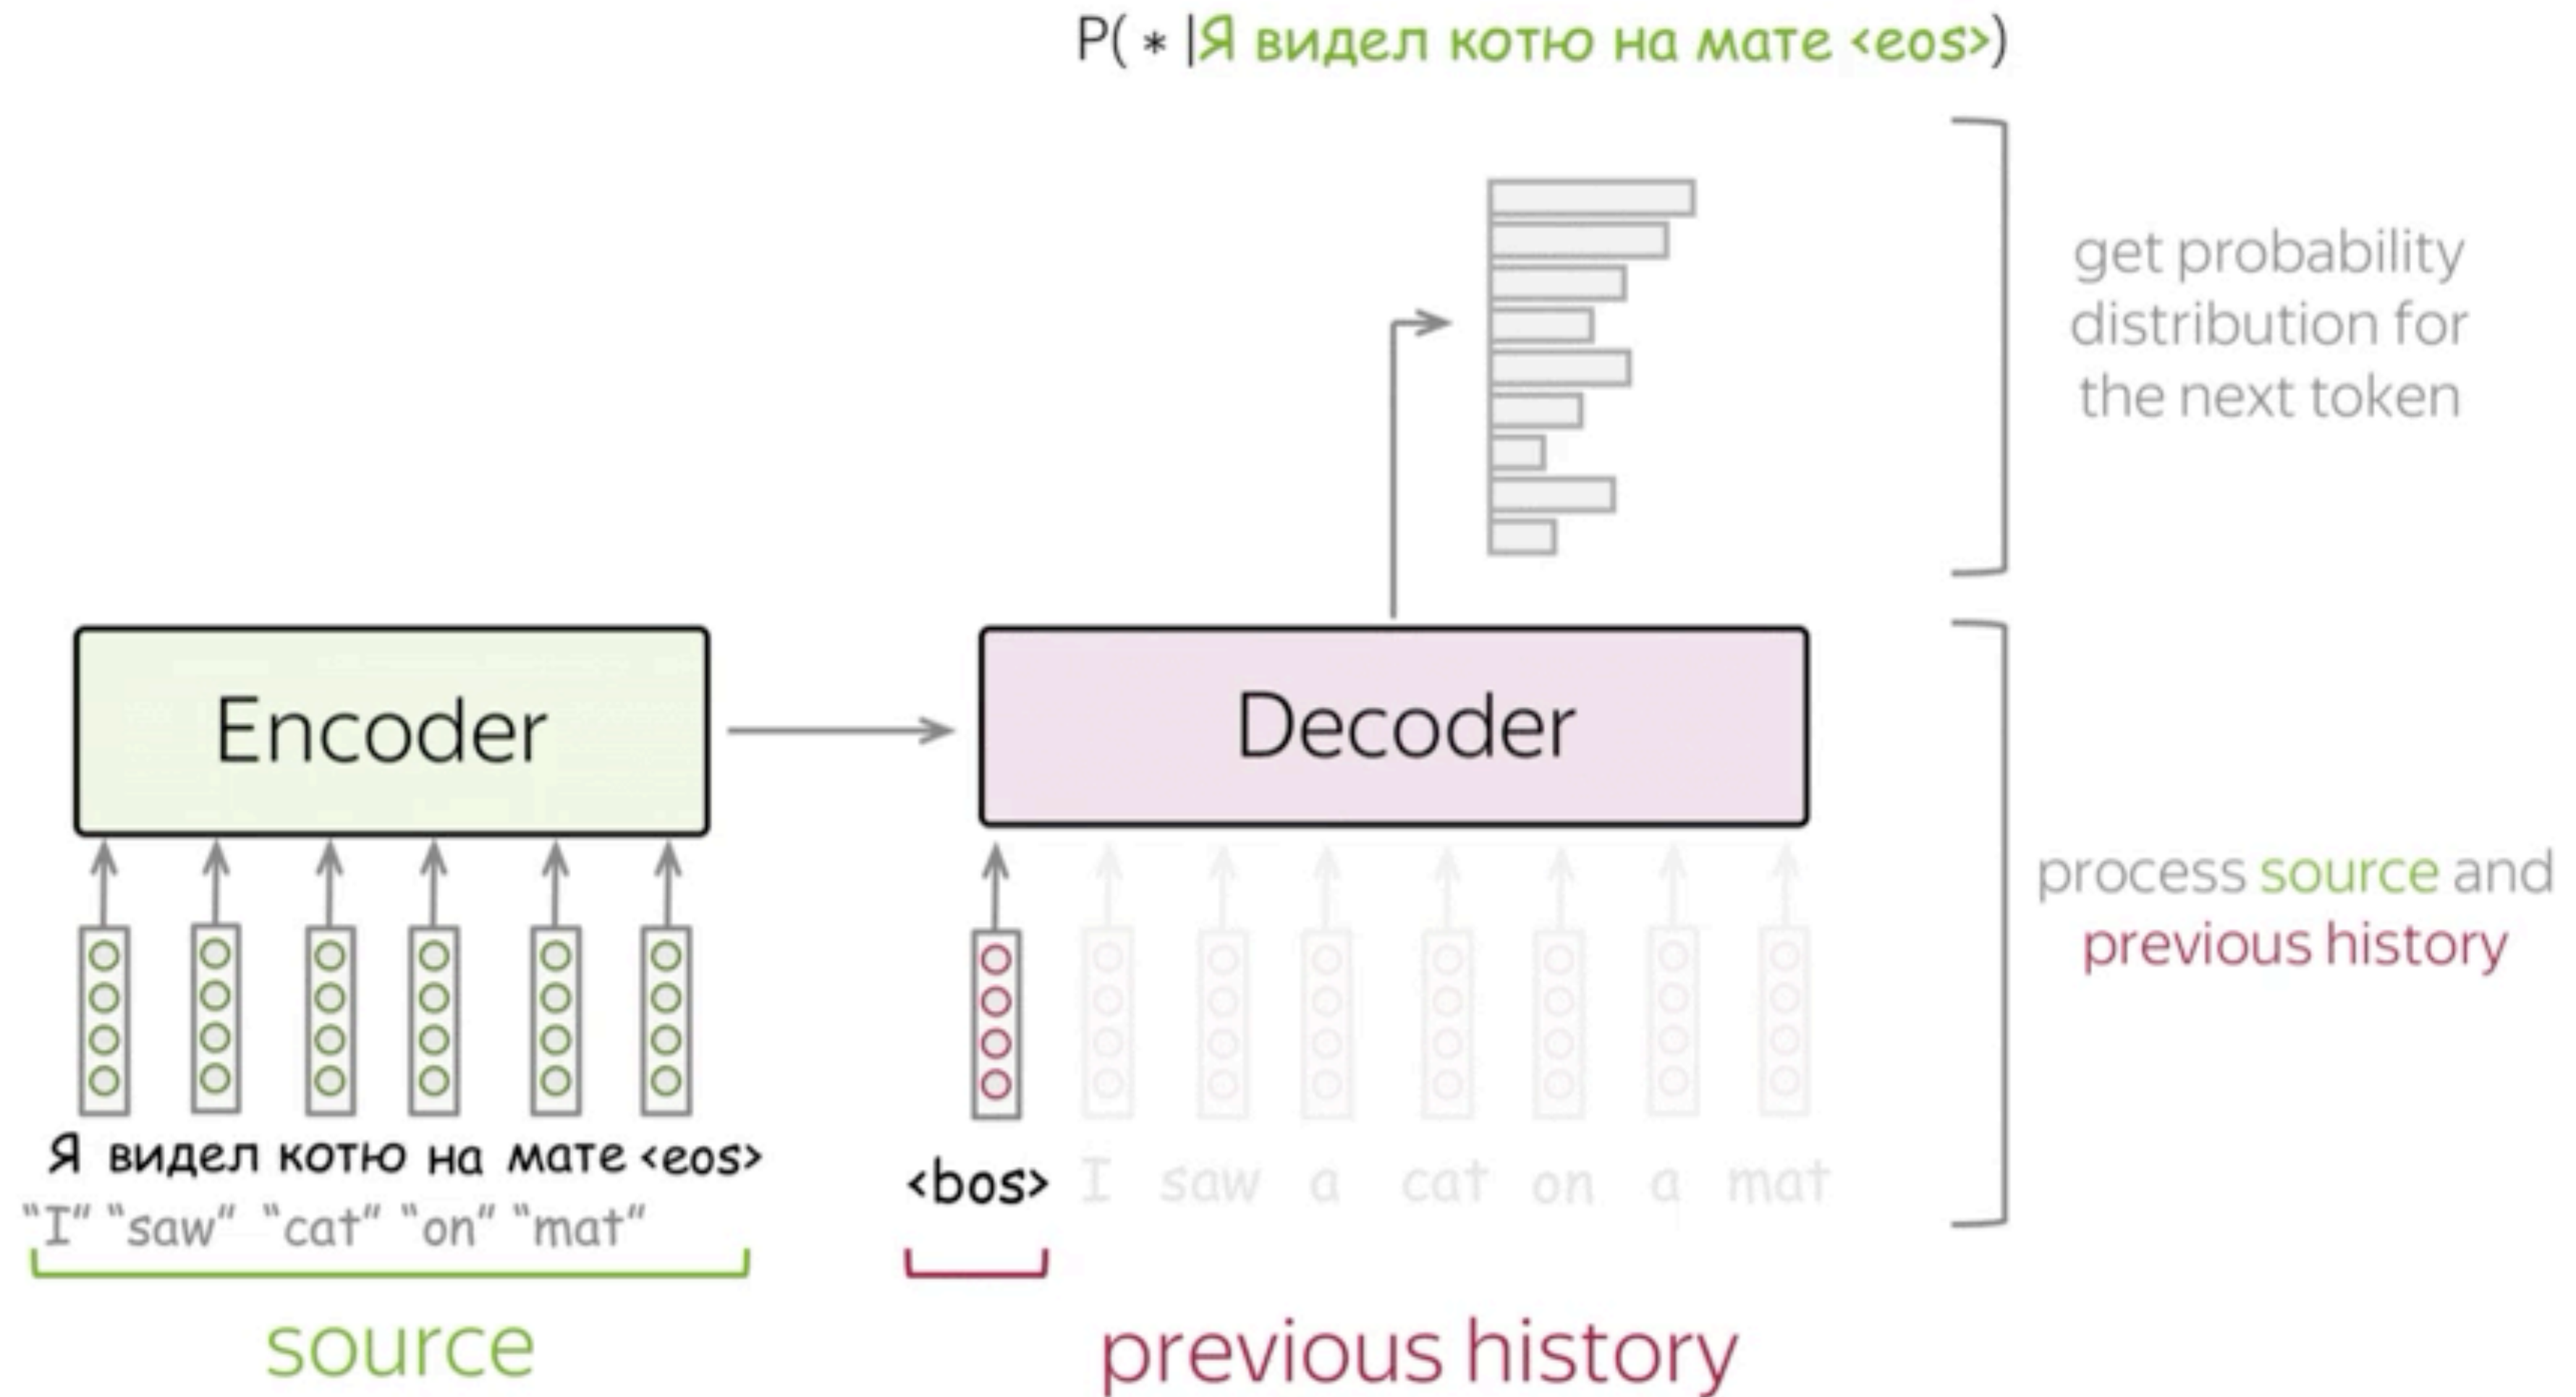 P( * |Я видел котю на мате <eos>)
get probability
distribution for
the next token
Encoder
Decoder
process source and
previous history
Я видел котю на мате <eos>
"I" "saw" "cat" "on" "mat"
<bos> I saw a cat on a mat
source
previous history